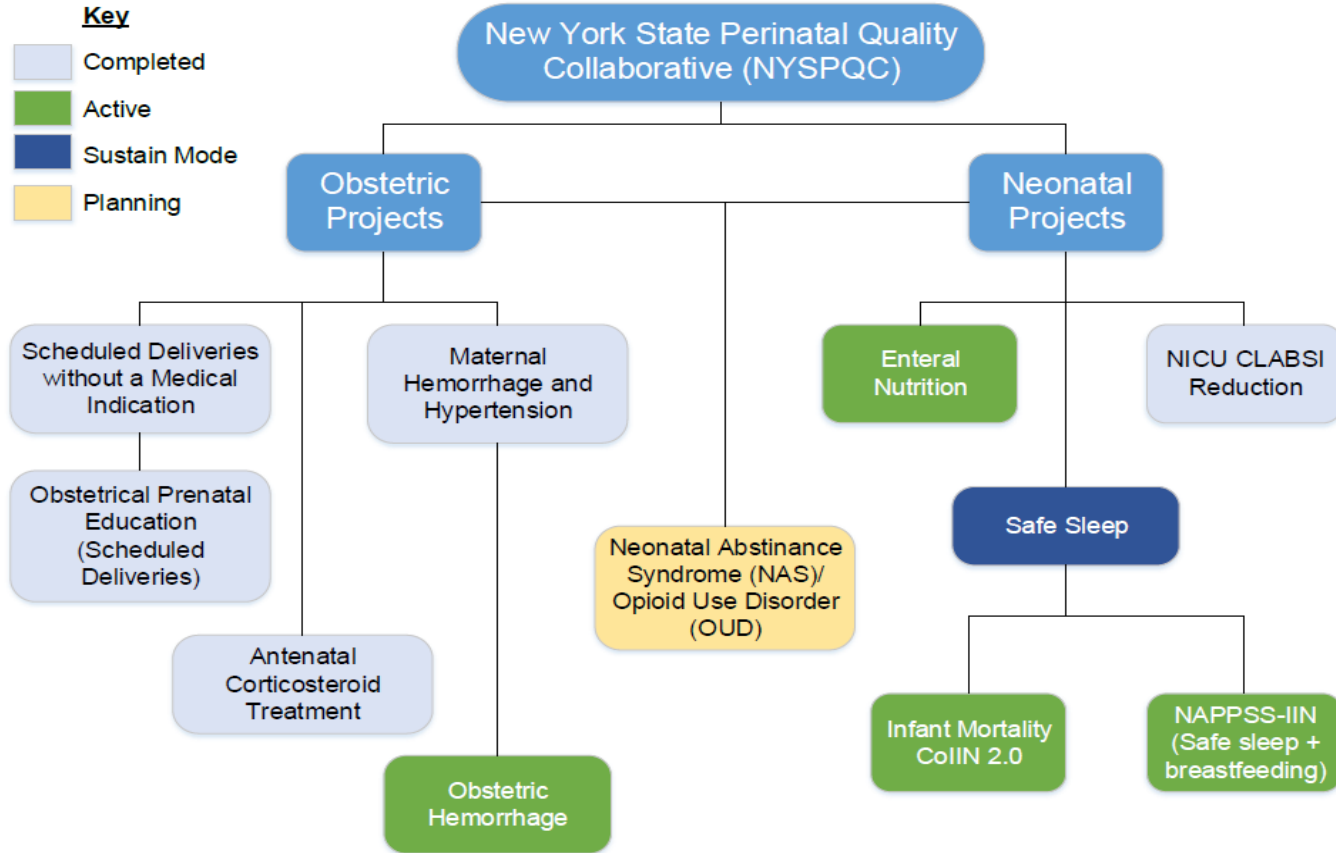 Key
Completed
Active
Sustain Mode
Planning
New York State Perinatal Quality
Collaborative (NYSPQC)
Obstetric
Projects
Neonatal
Projects
Scheduled Deliveries
without a Medical
Indication
Maternal
Hemorrhage and
Hypertension
Enteral
Nutrition
NICU CLABSI
Reduction
Obstetrical Prenatal
Education
(Scheduled
Deliveries)
Safe Sleep
Neonatal Abstinance
Syndrome (NAS)/
Opioid Use Disorder
(OUD)
Antenatal
Corticosteroid
Treatment
Infant Mortality
CoIIN 2.0
NAPPSS-IIN
(Safe sleep +
breastfeeding)
Obstetric
Hemorrhage